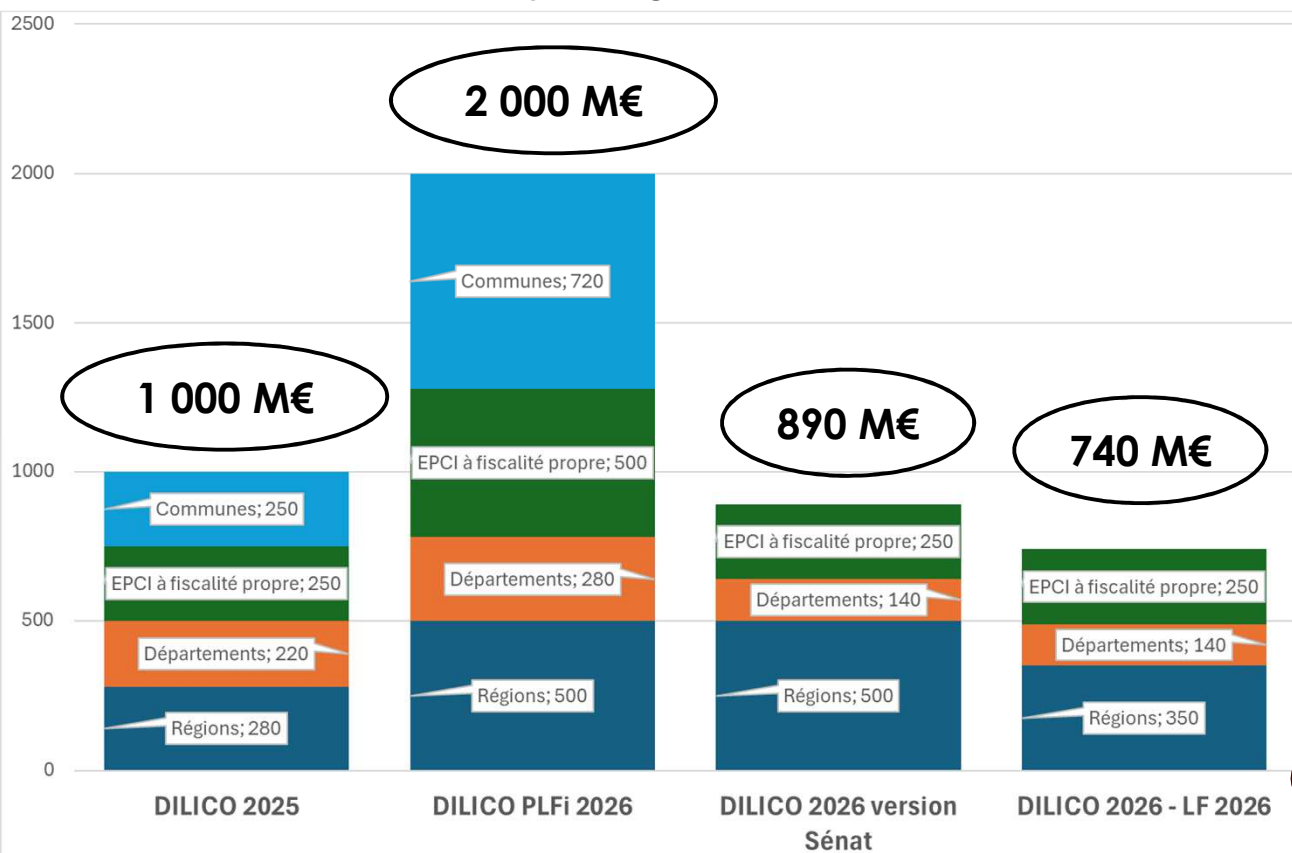 2500
2 000 M€
2000
Communes; 720
1500
1 000 M€
890 M€
740 M€
EPCI à fiscalité propre; 500
1000
Communes; 250
EPCI à fiscalité propre; 250
EPCI à fiscalité propre; 250
EPCI à fiscalité propre; 250
Départements; 280
Départements; 140
500
Départements; 220
Départements; 140
Régions; 500
Régions; 500
Régions; 350
Régions; 280
0
DILICO 2025
DILICO PLFi 2026
DILICO 2026 version
Sénat
DILICO 2026 - LF 2026